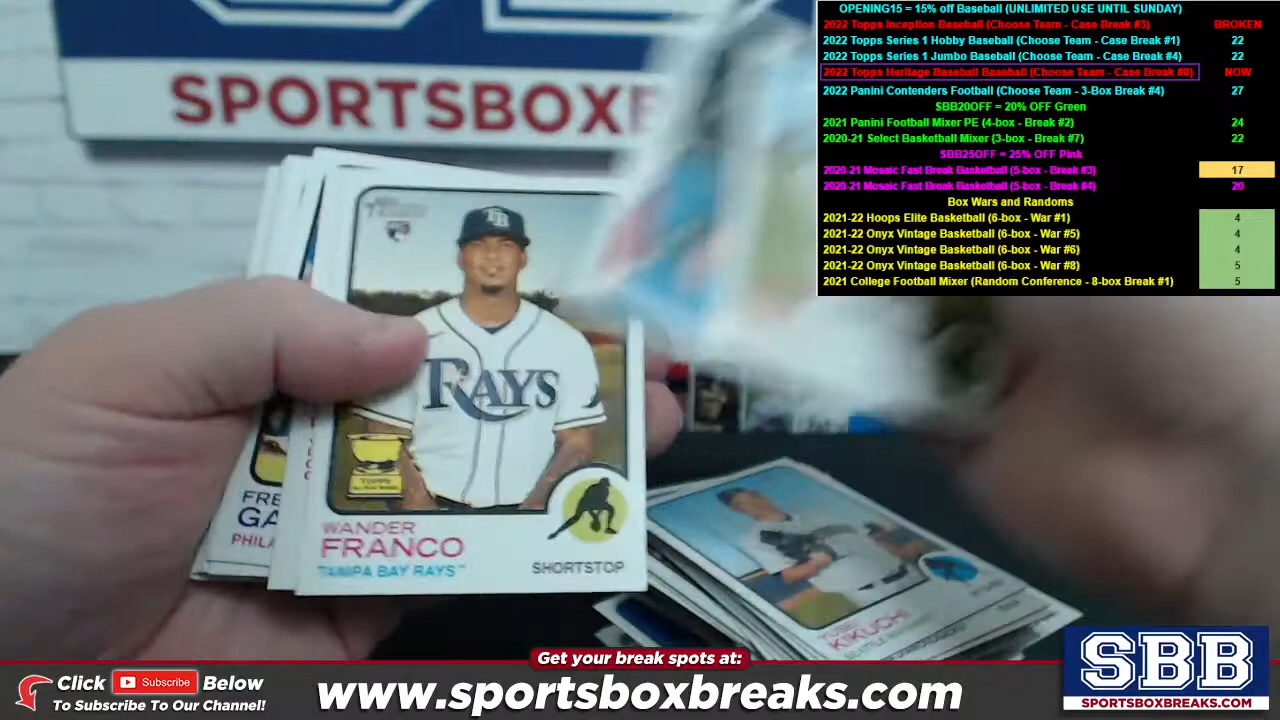 OPENING15 = 15% off Baseball (UNLIMITED USE UNTIL SUNDAY)
2022 Topps Inception Baseball (Choose Team - Case Break #3) BROKEN
2022 Topps Series 1 Hobby Baseball (Choose Team - Case Break #1) 22
2022 Topps Series 1 Jumbo Baseball (Choose Team - Case Break #4) 22
2022 Topps Heritage Baseball Baseball (Choose Team - Case Break #8) NOW
2022 Panini Contenders Football (Choose Team - 3-Box Break #4) 27
SBB20OFF = 20% OFF Green
2021 Panini Football Mixer PE (4-box - Break #2) 24
2020-21 Select Basketball Mixer (3-box - Break #7) 22
SBB25OFF = 25% OFF Pink
2020-21 Mosaic Fast Break Basketball (5-box - Break #3) 17
2020-21 Mosaic Fast Break Basketball (5-box - Break #4) 20
Box Wars and Randoms
2021-22 Hoops Elite Basketball (6-box - War #1) 4
2021-22 Onyx Vintage Basketball (6-box - War #5) 4
2021-22 Onyx Vintage Basketball (6-box - War #6) 4
2021-22 Onyx Vintage Basketball (6-box - War #8) 5
2021 College Football Mixer (Random Conference - 8-box Break #1) 5
SPORTSBOX
TB
RAYS
TOPPS
WANDER
FRANCO
TAMPA BAY RAYS™
SHORTSTOP
FRE
GA
PHILA
KIKUCHI
Get your break spots at:
Click Subscribe Below
To Subscribe To Our Channel!
www.sportsboxbreaks.com
SBB
SPORTSBOXBREAKS.COM